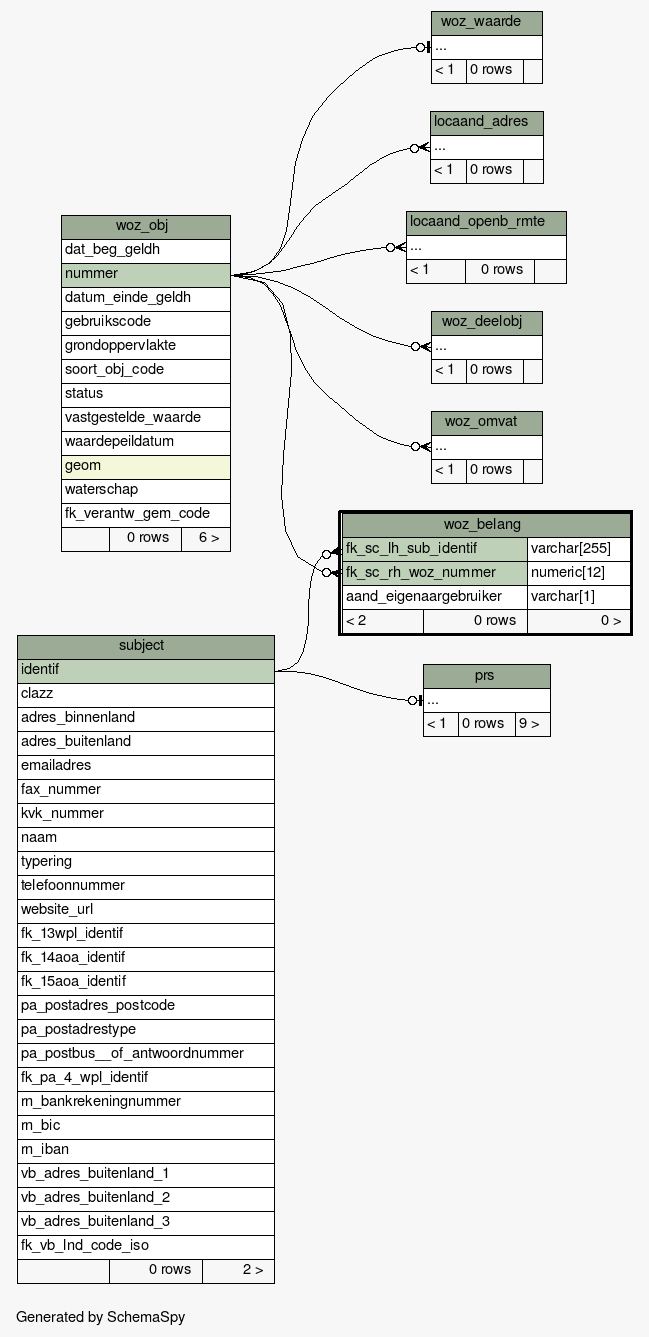 woz_waarde
...
< 1 0 rows
locaand_adres
...
< 1 0 rows
locaand_openb_rmte
...
< 1 0 rows
woz_deelobj
...
< 1 0 rows
woz_omvat
...
< 1 0 rows
woz_obj
dat_beg_geldh
nummer
datum_einde_geldh
gebruikscode
grondoppervlakte
soort_obj_code
status
vastgestelde_waarde
waardepeildatum
geom
waterschap
fk_verantw_gem_code
0 rows 6 >
woz_belang
fk_sc_lh_sub_identif varchar[255]
fk_sc_rh_woz_nummer numeric[12]
aand_eigenaargebruiker varchar[1]
< 2 0 rows 0 >
prs
...
< 1 0 rows 9 >
subject
identif
clazz
adres_binnenland
adres_buitenland
emailadres
fax_nummer
kvk_nummer
naam
typering
telefoonnummer
website_url
fk_13wpl_identif
fk_14aoa_identif
fk_15aoa_identif
pa_postadres_postcode
pa_postadrestype
pa_postbus__of_antwoordnummer
fk_pa_4_wpl_identif
rn_bankrekeningnummer
rn_bic
rn_iban
vb_adres_buitenland_1
vb_adres_buitenland_2
vb_adres_buitenland_3
fk_vb_lnd_code_iso
0 rows 2 >
Generated by SchemaSpy